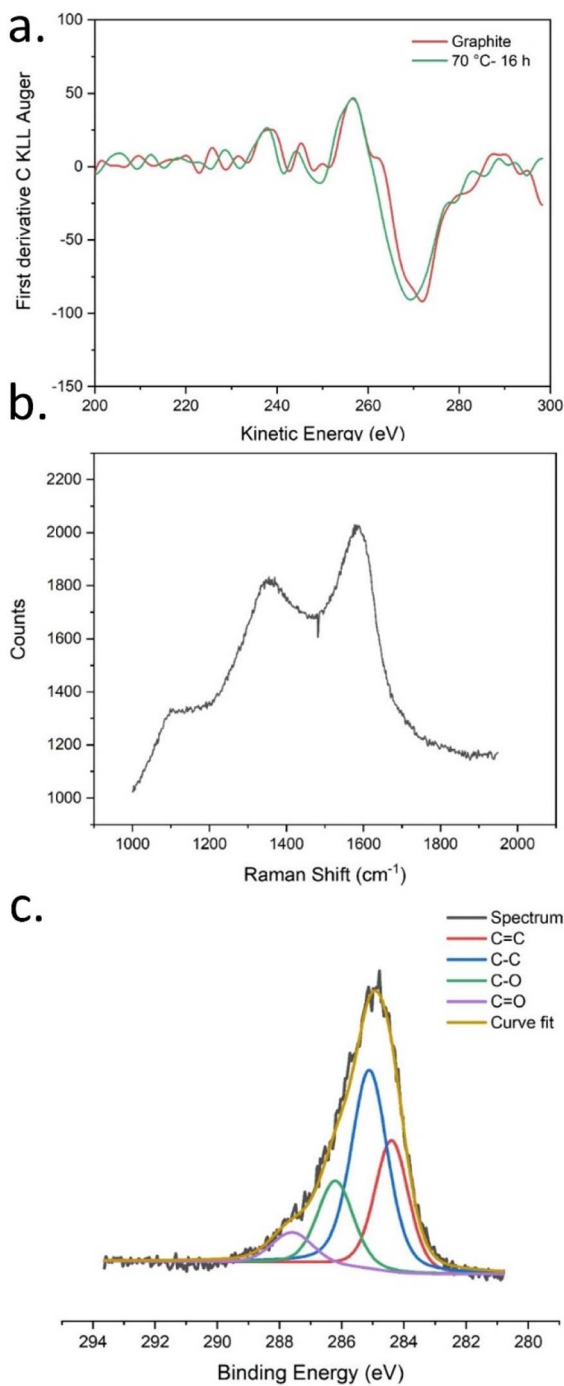 a.
100
50
0
-50
-100
-150
First derivative C KLL Auger
Graphite
70 °C- 16 h
200 220 240 260 280 300
Kinetic Energy (eV)
b.
2200
2000
1800
1600
1400
1200
1000
Counts
1000 1200 1400 1600 1800 2000
Raman Shift (cm⁻¹)
c.
Spectrum
C=C
C-C
C-O
C=O
Curve fit
294 292 290 288 286 284 282 280
Binding Energy (eV)